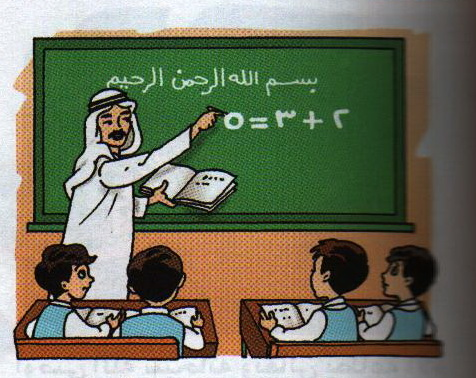 بسم الله الرحمن الرحيم
٢ + ٣ = ٥